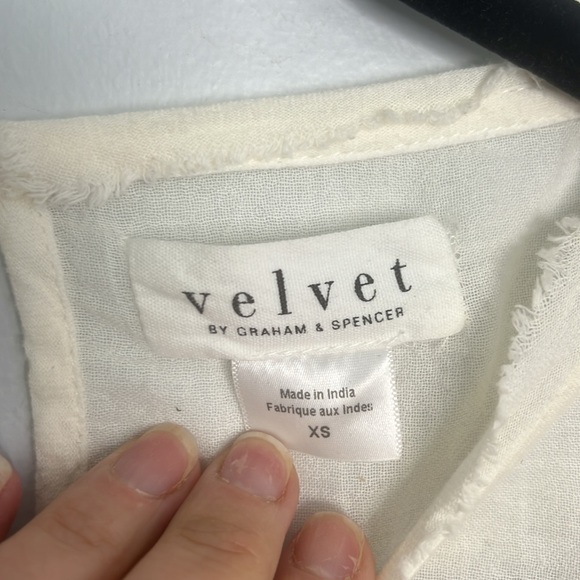 velvet
BY GRAHAM & SPENCER
Made in India
Fabrique aux Indes
XS